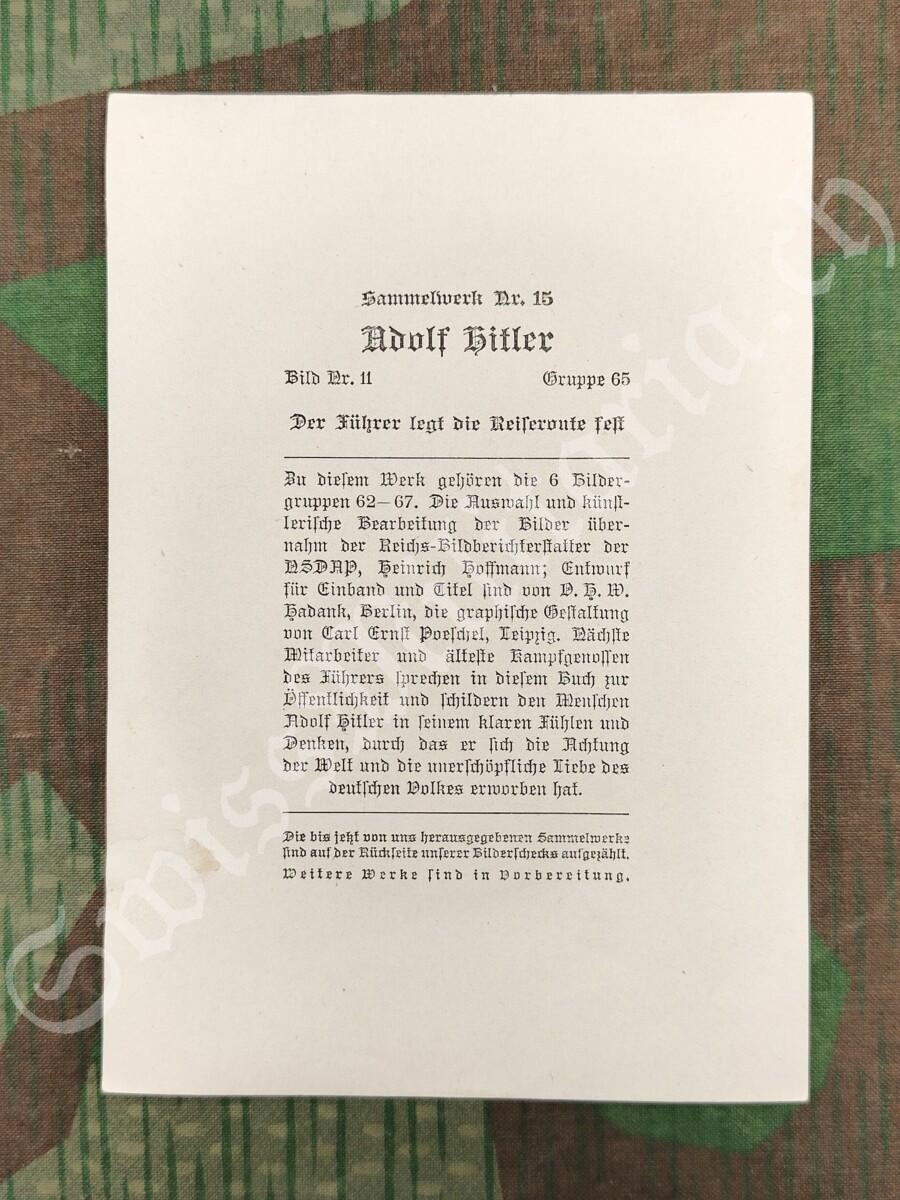 Sammelwerk Nr. 15
Adolf Hitler
Bild Nr. 11 Gruppe 65
Der Führer legt die Reiseroute fest
Zu diesem Werk gehören die 6 Bilder-
gruppen 62–67. Die Auswahl und künst-
lerische Bearbeitung der Bilder über-
nahm der Reichs-Bildberichterstatter der
NSDAP, Heinrich Hoffmann; Entwurf
für Einband und Titel sind von O. H. W.
Hadank, Berlin, die graphische Gestaltung
von Carl Ernst Poeschel, Leipzig. Nächste
Mitarbeiter und älteste Kampfgenossen
des Führers sprechen in diesem Buch zur
Öffentlichkeit und schildern den Menschen
Adolf Hitler in seinem klaren Fühlen und
Denken, durch das er sich die Achtung
der Welt und die unerschöpfliche Liebe des
deutschen Volkes erworben hat.
Die bis jetzt von uns herausgegebenen Sammelwerke
sind auf der Rückseite unserer Bilderschecks aufgezählt.
Weitere Werke sind in Vorbereitung.